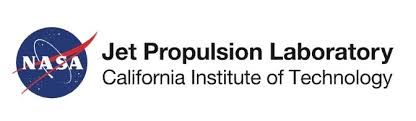 NASA
Jet Propulsion Laboratory
California Institute of Technology